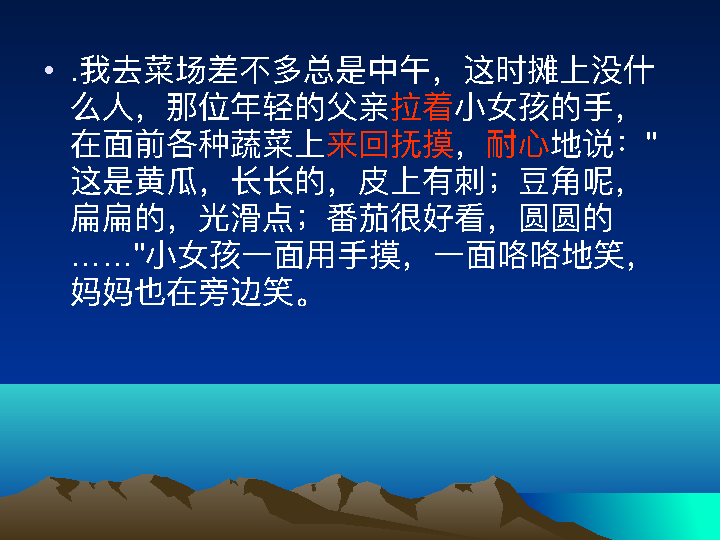 • .我去菜场差不多总是中午，这时摊上没什
么人，那位年轻的父亲拉着小女孩的手，
在面前各种蔬菜上来回抚摸，耐心地说："
这是黄瓜，长长的，皮上有刺；豆角呢，
扁扁的，光滑点；番茄很好看，圆圆的
……"小女孩一面用手摸，一面咯咯地笑，
妈妈也在旁边笑。